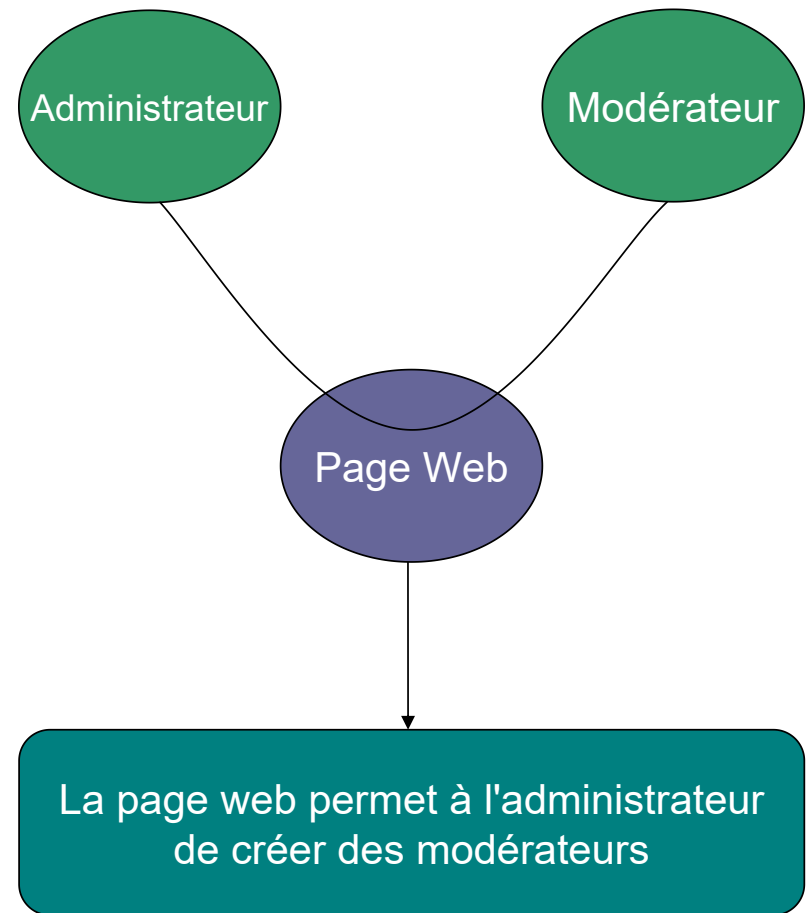 Administrateur
Modérateur
Page Web
La page web permet à l'administrateur
de créer des modérateurs